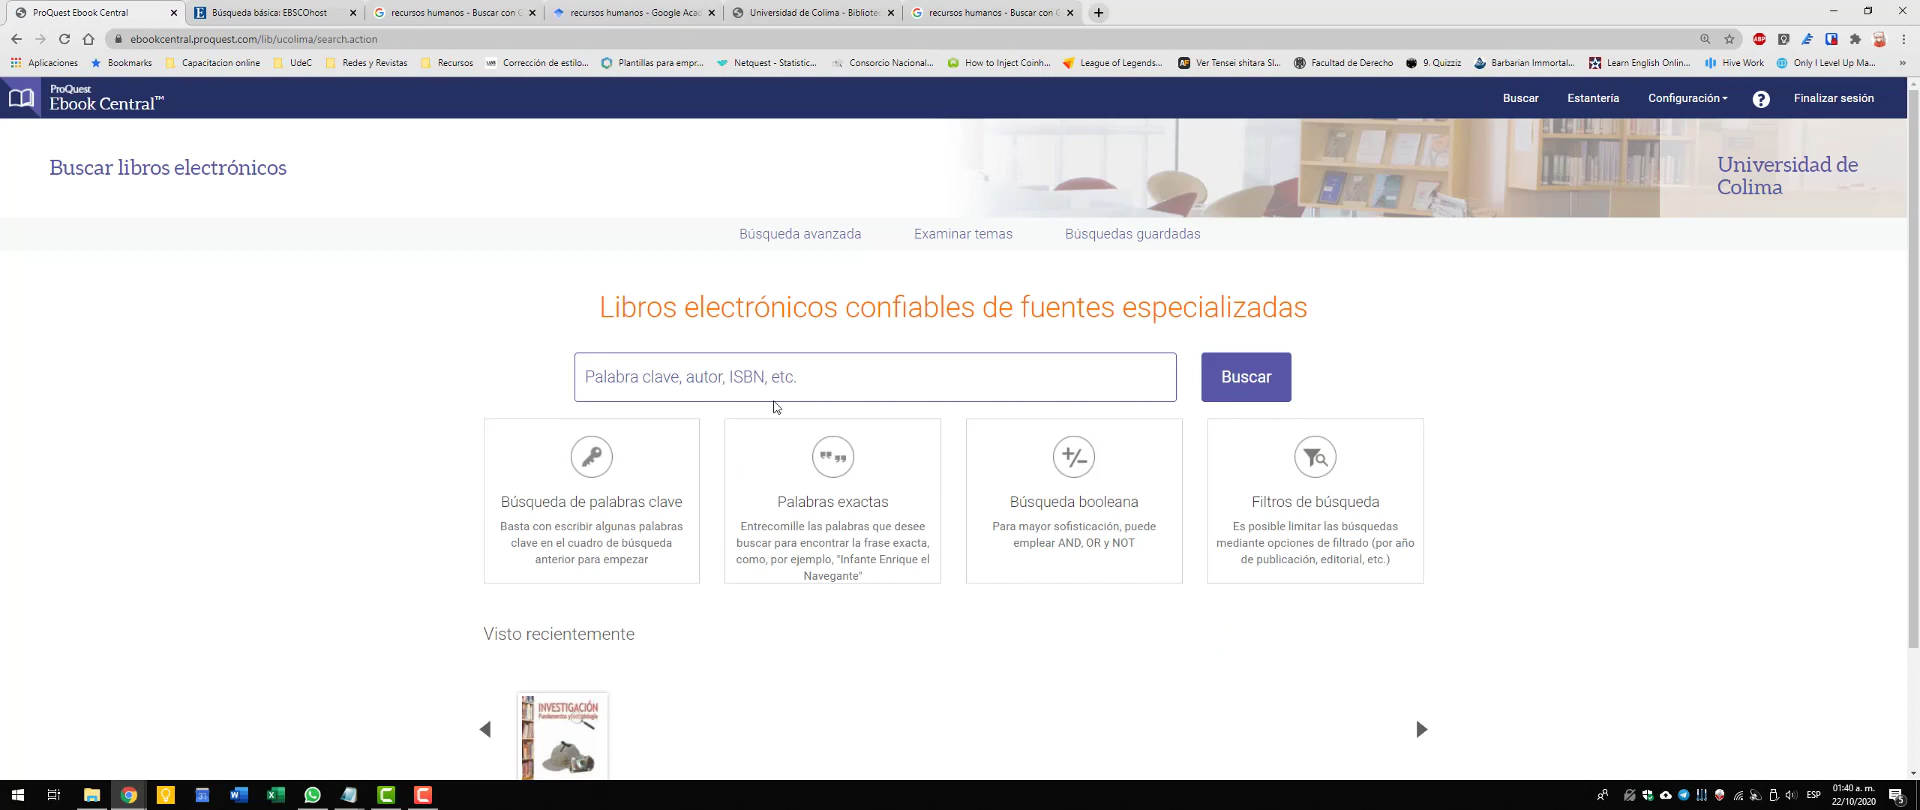 ProQuest Ebook Central
Búsqueda básica: EBSCOhost
recursos humanos - Buscar con G
recursos humanos - Google Acad
Universidad de Colima - Bibliotec
recursos humanos - Buscar con G
ebookcentral.proquest.com/lib/ucolima/search.action
ABP
Aplicaciones
Bookmarks
Capacitacion online
UdeC
Redes y Revistas
Recursos
Corrección de estilo...
Plantillas para empr...
Netquest - Statistic...
Consorcio Nacional...
How to Inject Coinh...
League of Legends...
Ver Tensei shitara Sl...
Facultad de Derecho
9. Quizziz
Barbarian Immortal...
Learn English Onlin...
Hive Work
Only I Level Up Ma...
ProQuest
Ebook Central™
Buscar
Estantería
Configuración
?
Finalizar sesión
Buscar libros electrónicos
Universidad de
Colima
Búsqueda avanzada
Examinar temas
Búsquedas guardadas
Libros electrónicos confiables de fuentes especializadas
Palabra clave, autor, ISBN, etc.
Buscar
Búsqueda de palabras clave
Basta con escribir algunas palabras
clave en el cuadro de búsqueda
anterior para empezar
Palabras exactas
Entrecomille las palabras que desee
buscar para encontrar la frase exacta,
como, por ejemplo, "Infante Enrique el
Navegante"
Búsqueda booleana
Para mayor sofisticación, puede
emplear AND, OR y NOT
Filtros de búsqueda
Es posible limitar las búsquedas
mediante opciones de filtrado (por año
de publicación, editorial, etc.)
Visto recientemente
INVESTIGACIÓN
ESP
01:40 a. m.
22/10/2020